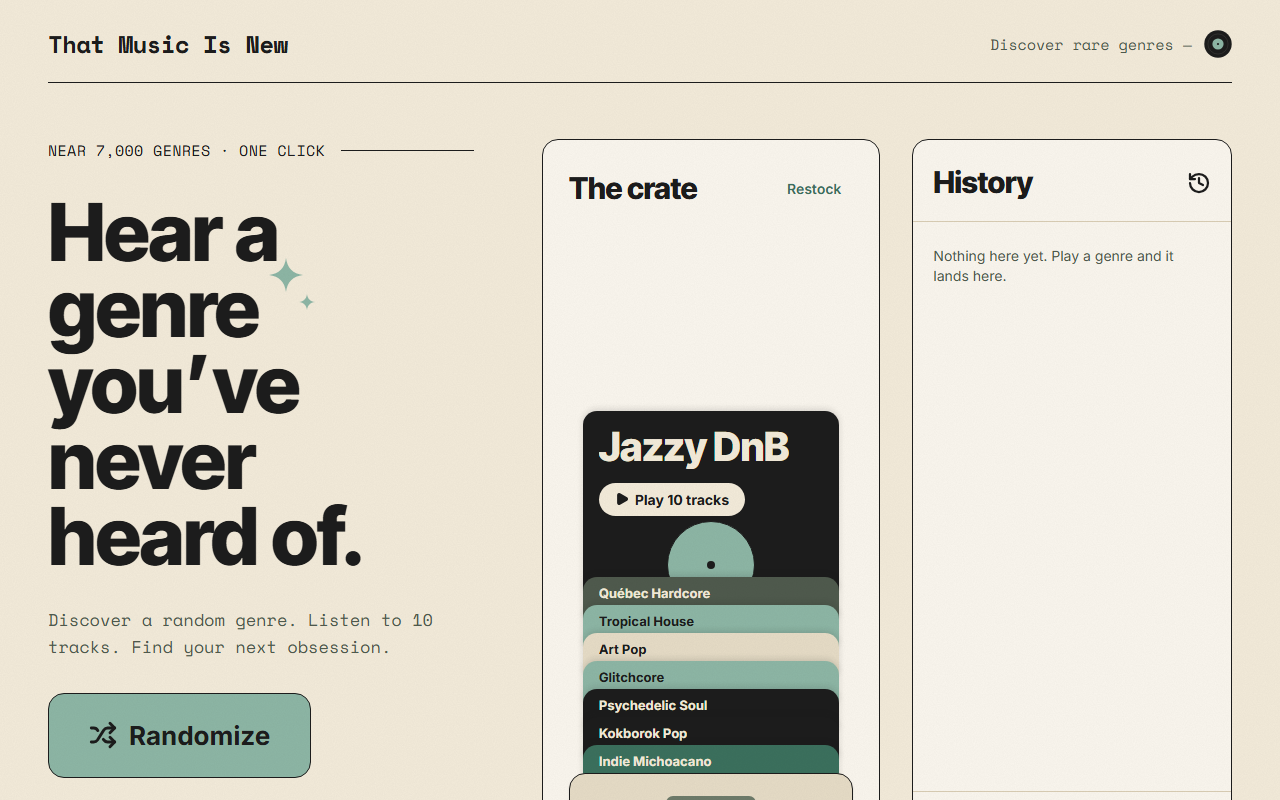 That Music Is New
Discover rare genres —
NEAR 7,000 GENRES · ONE CLICK
Hear a
genre
you’ve
never
heard of.
Discover a random genre. Listen to 10
tracks. Find your next obsession.
Randomize
The crate
Restock
Jazzy DnB
Play 10 tracks
Québec Hardcore
Tropical House
Art Pop
Glitchcore
Psychedelic Soul
Kokborok Pop
Indie Michoacano
History
Nothing here yet. Play a genre and it
lands here.